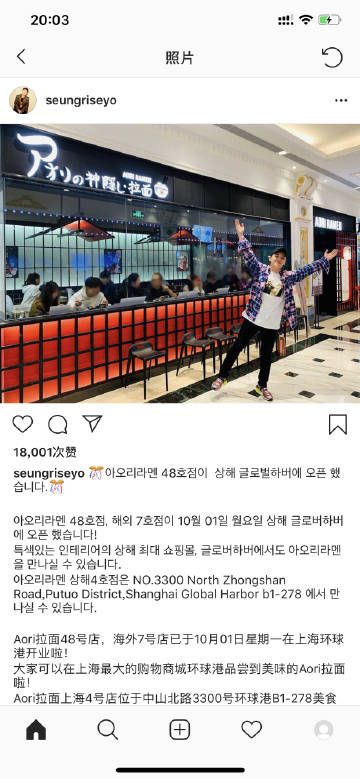 20:03
照片
seungriseyo
アオリの神隠し拉面
AORI RAMEN
AORI RAMEN
18,001次赞
seungriseyo 🎊아오리라멘 48호점이 상해 글로벌하버에 오픈 했
습니다.🎊
아오리라멘 48호점, 해외 7호점이 10월 01일 월요일 상해 글로버하버
에 오픈 했습니다!
특색있는 인테리어의 상해 최대 쇼핑몰, 글로버하버에서도 아오리라멘
을 만나실 수 있습니다.
아오리라멘 상해4호점은 NO.3300 North Zhongshan
Road,Putuo District,Shanghai Global Harbor b1-278 에서 만
나실 수 있습니다.
Aori拉面48号店，海外7号店已于10月01日星期一在上海环球
港开业啦！
大家可以在上海最大的购物商城环球港品尝到美味的Aori拉面
啦！
Aori拉面上海4号店位于中山北路3300号环球港B1-278美食